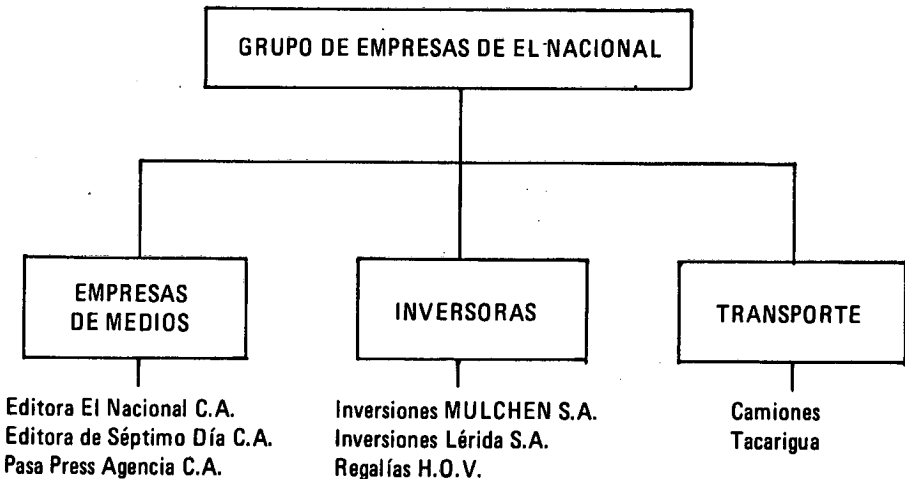 GRUPO DE EMPRESAS DE EL NACIONAL
EMPRESAS
DE MEDIOS
INVERSORAS
TRANSPORTE
Editora El Nacional C.A.
Editora de Séptimo Día C.A.
Pasa Press Agencia C.A.
Inversiones MULCHEN S.A.
Inversiones Lérida S.A.
Regalías H.O.V.
Camiones
Tacarigua